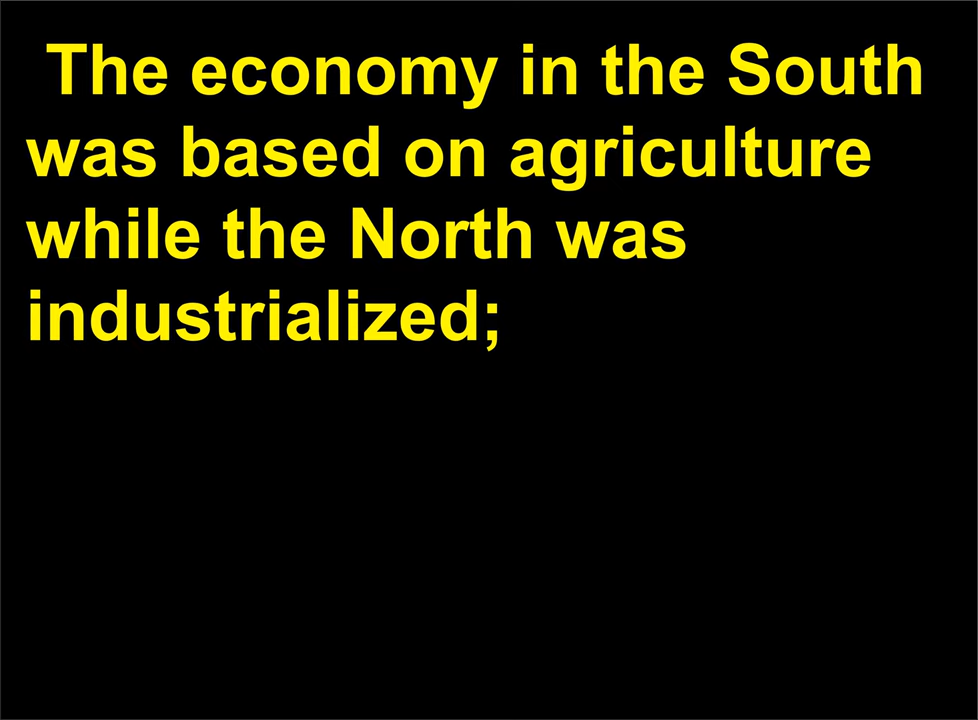 The economy in the South
was based on agriculture
while the North was
industrialized;